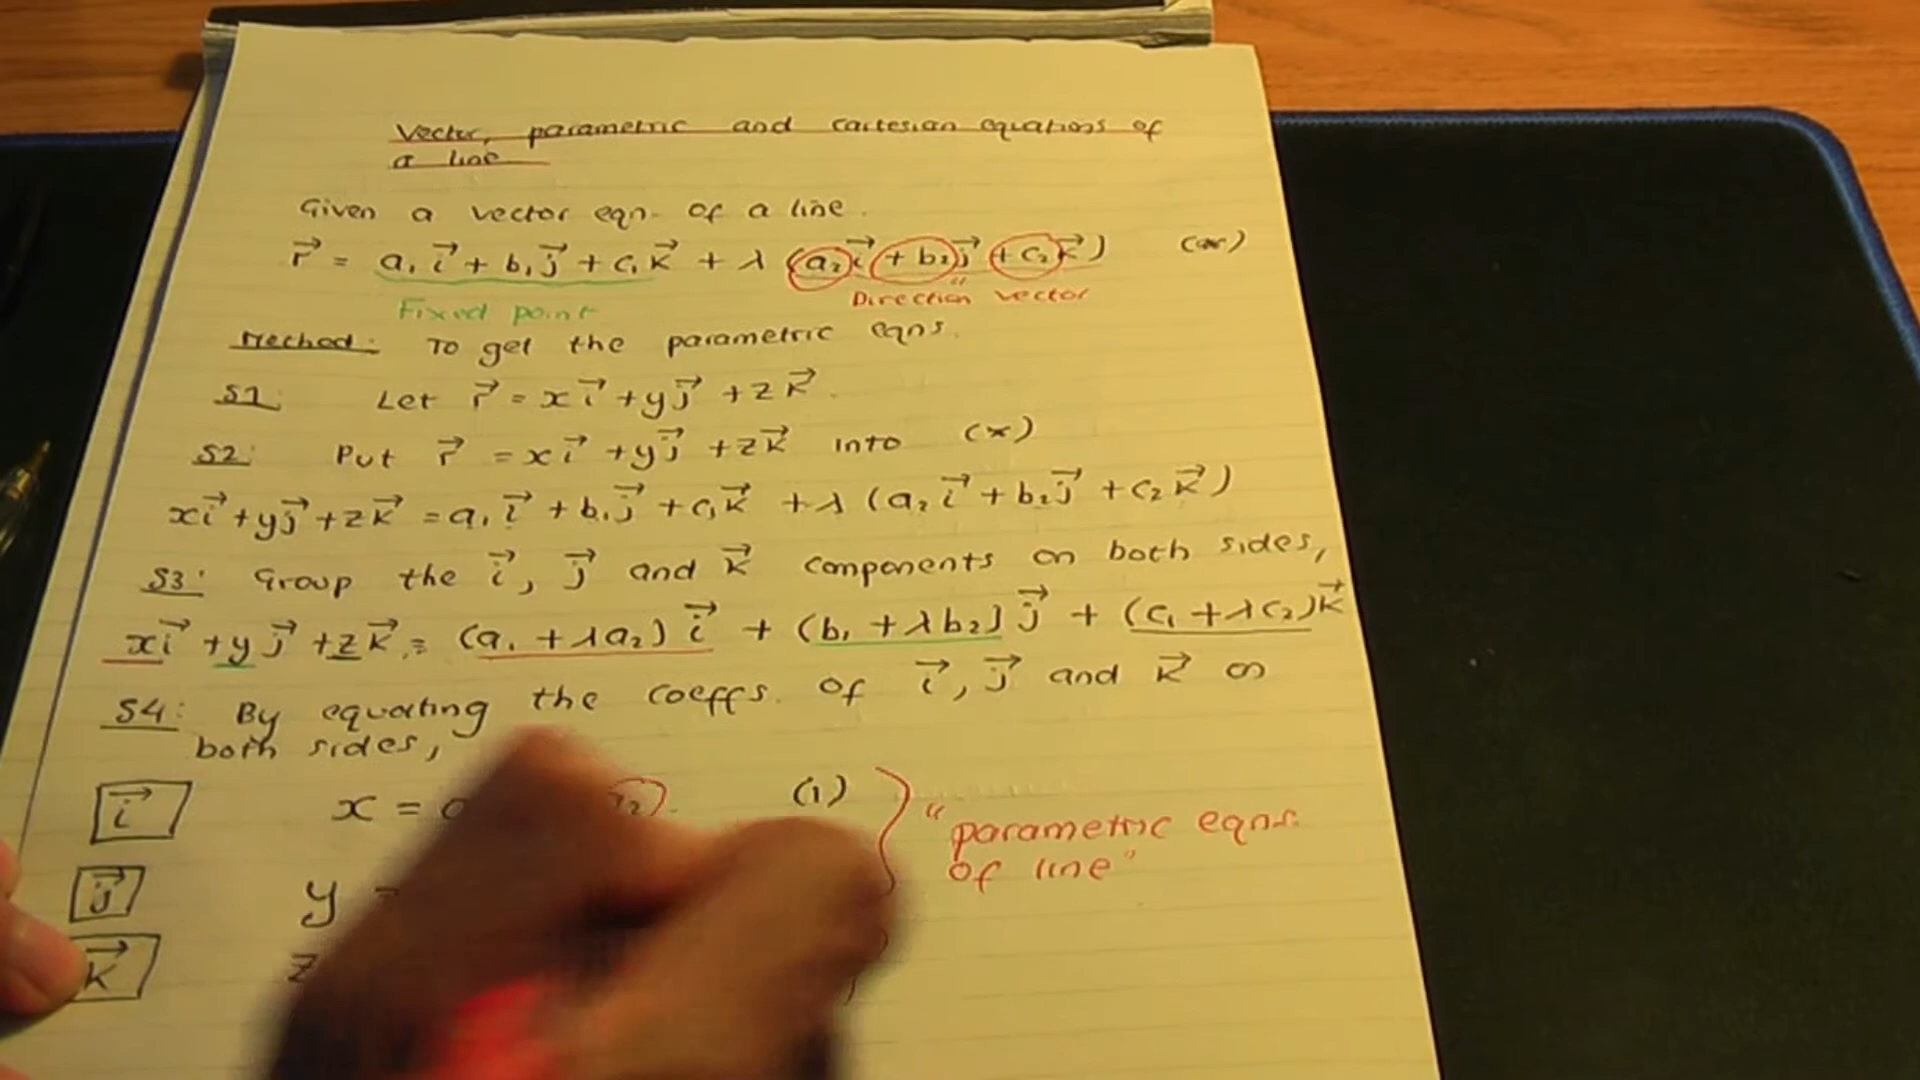 Vector, parametric and cartesian equations of
a line
Given a vector eqn. of a line.
r⃗ = a₁i⃗ + b₁j⃗ + c₁k⃗ + λ (a₂i⃗ + b₂j⃗ + c₂k⃗) (*)
Fixed point
"Direction vector
Method: To get the parametric eqns.
S1: Let r⃗ = xi⃗ + yj⃗ + zk⃗.
S2: Put r⃗ = xi⃗ + yj⃗ + zk⃗ into (*)
xi⃗ + yj⃗ + zk⃗ = a₁i⃗ + b₁j⃗ + c₁k⃗ + λ (a₂i⃗ + b₂j⃗ + c₂k⃗)
S3: Group the i⃗, j⃗ and k⃗ components on both sides,
xi⃗ + yj⃗ + zk⃗ = (a₁ + λa₂) i⃗ + (b₁ + λb₂) j⃗ + (c₁ + λc₂)k⃗
S4: By equating the coeffs. of i⃗, j⃗ and k⃗ on
both sides,
i⃗ x = (1)
"parametric eqns.
of line"
j⃗ y
k⃗ z